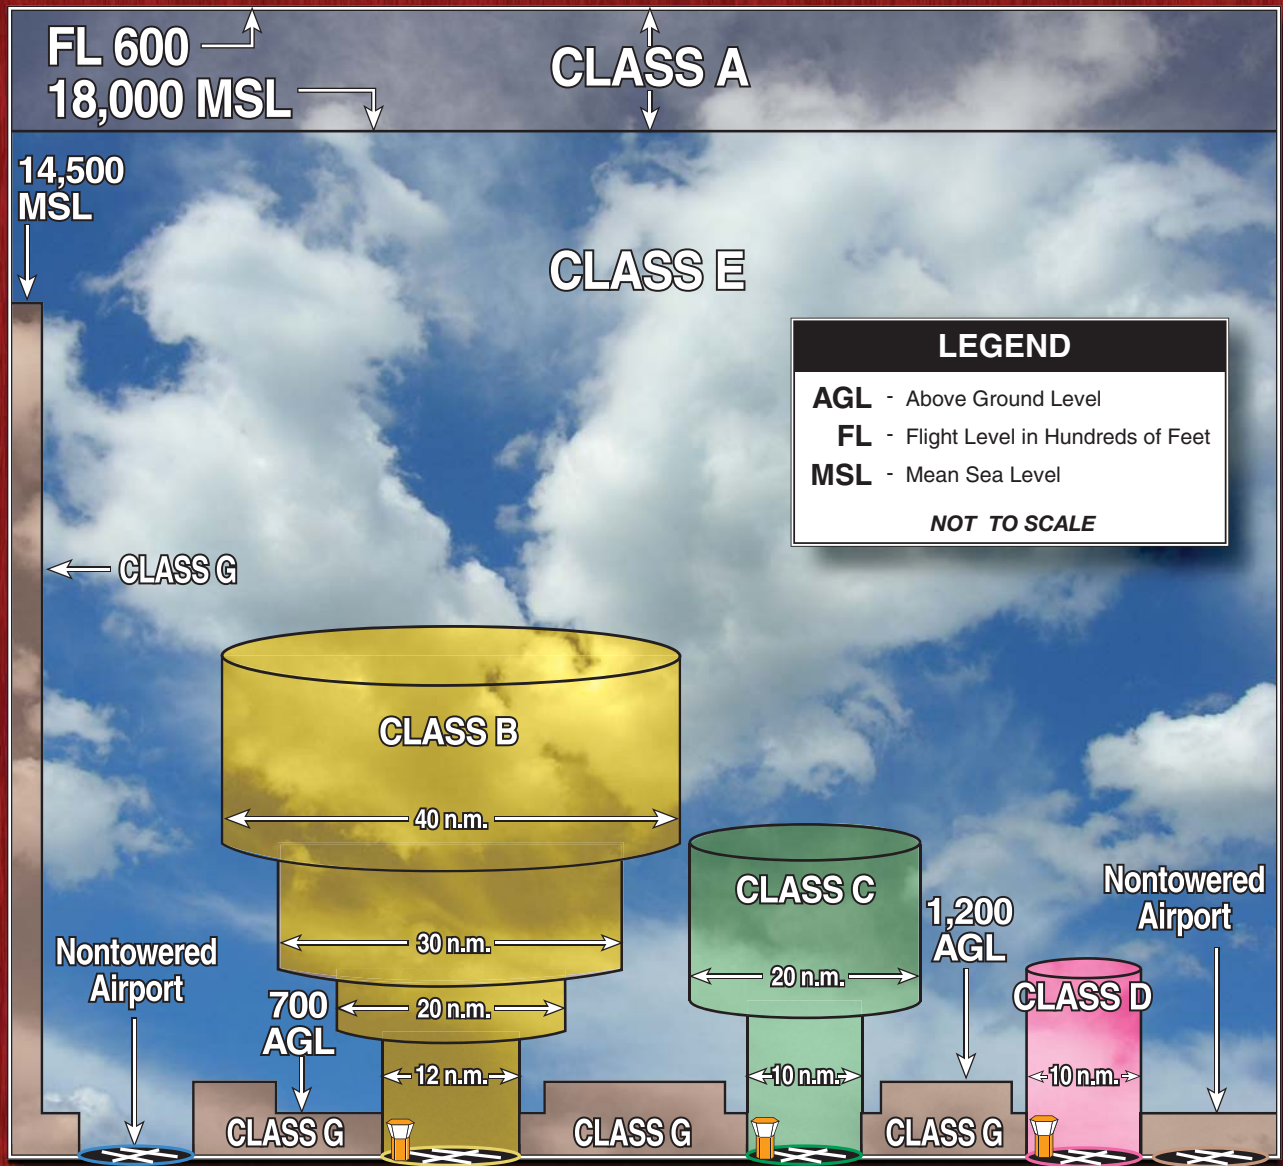 FL 600
18,000 MSL
CLASS A
14,500
MSL
CLASS E
LEGEND
AGL - Above Ground Level
FL - Flight Level in Hundreds of Feet
MSL - Mean Sea Level
NOT TO SCALE
CLASS G
CLASS B
40 n.m.
30 n.m.
20 n.m.
12 n.m.
CLASS C
20 n.m.
10 n.m.
1,200
AGL
Nontowered
Airport
CLASS D
10 n.m.
Nontowered
Airport
700
AGL
CLASS G
CLASS G
CLASS G